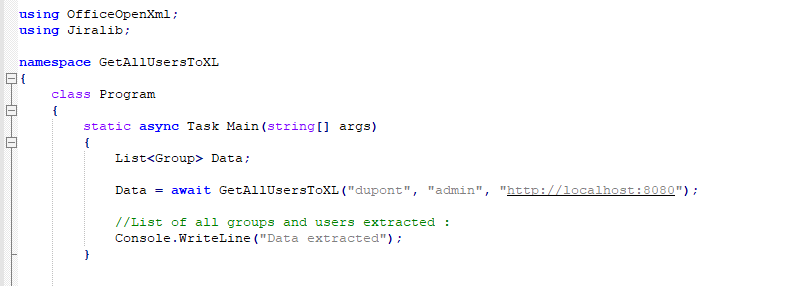 using OfficeOpenXml;
using Jiralib;
namespace GetAllUsersToXL
{
class Program
{
static async Task Main(string[] args)
{
List<Group> Data;
Data = await GetAllUsersToXL("dupont", "admin", "http://localhost:8080");
//List of all groups and users extracted :
Console.WriteLine("Data extracted");
}